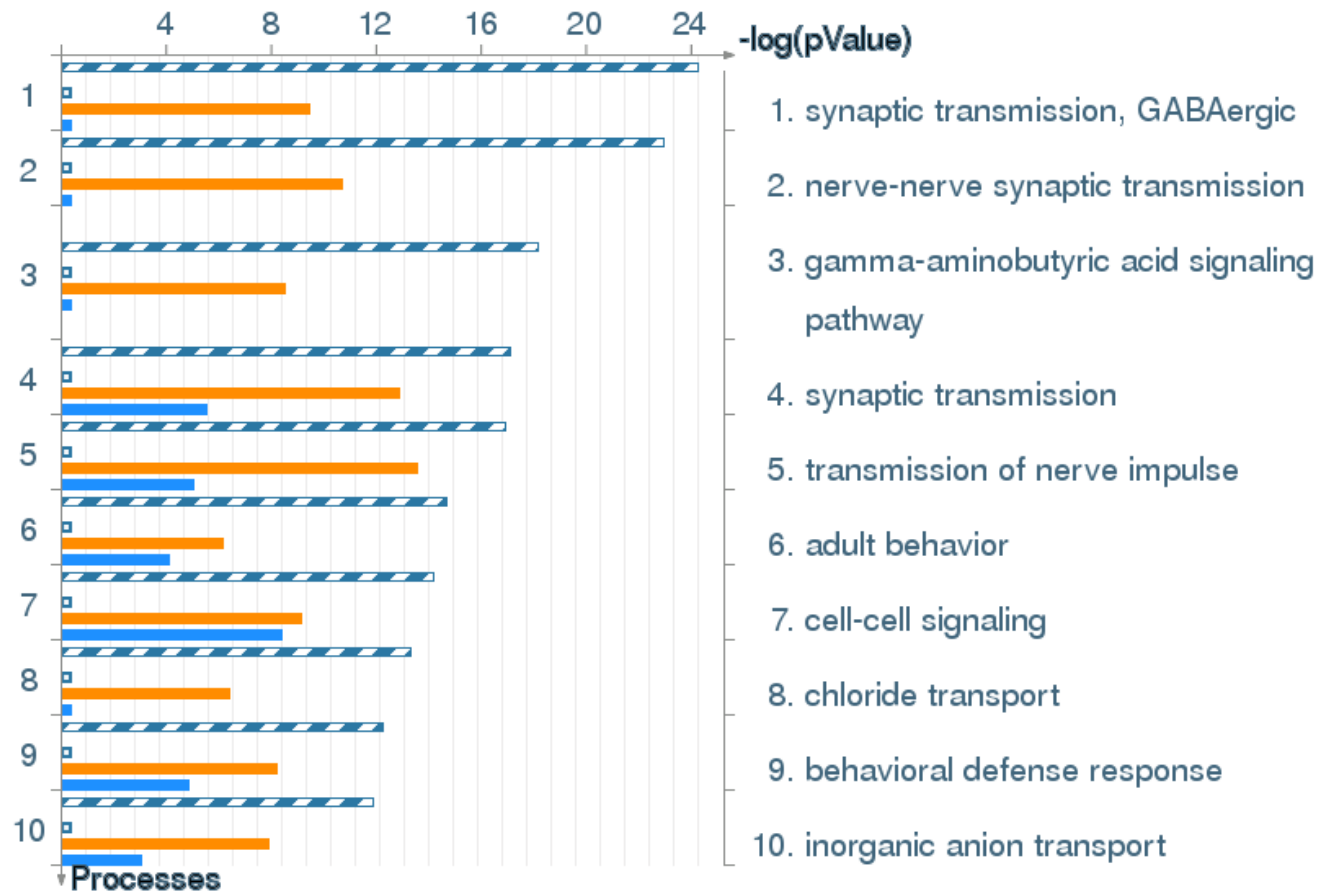 4 8 12 16 20 24
-log(pValue)
1
2
3
4
5
6
7
8
9
10
Processes
1. synaptic transmission, GABAergic
2. nerve-nerve synaptic transmission
3. gamma-aminobutyric acid signaling
pathway
4. synaptic transmission
5. transmission of nerve impulse
6. adult behavior
7. cell-cell signaling
8. chloride transport
9. behavioral defense response
10. inorganic anion transport